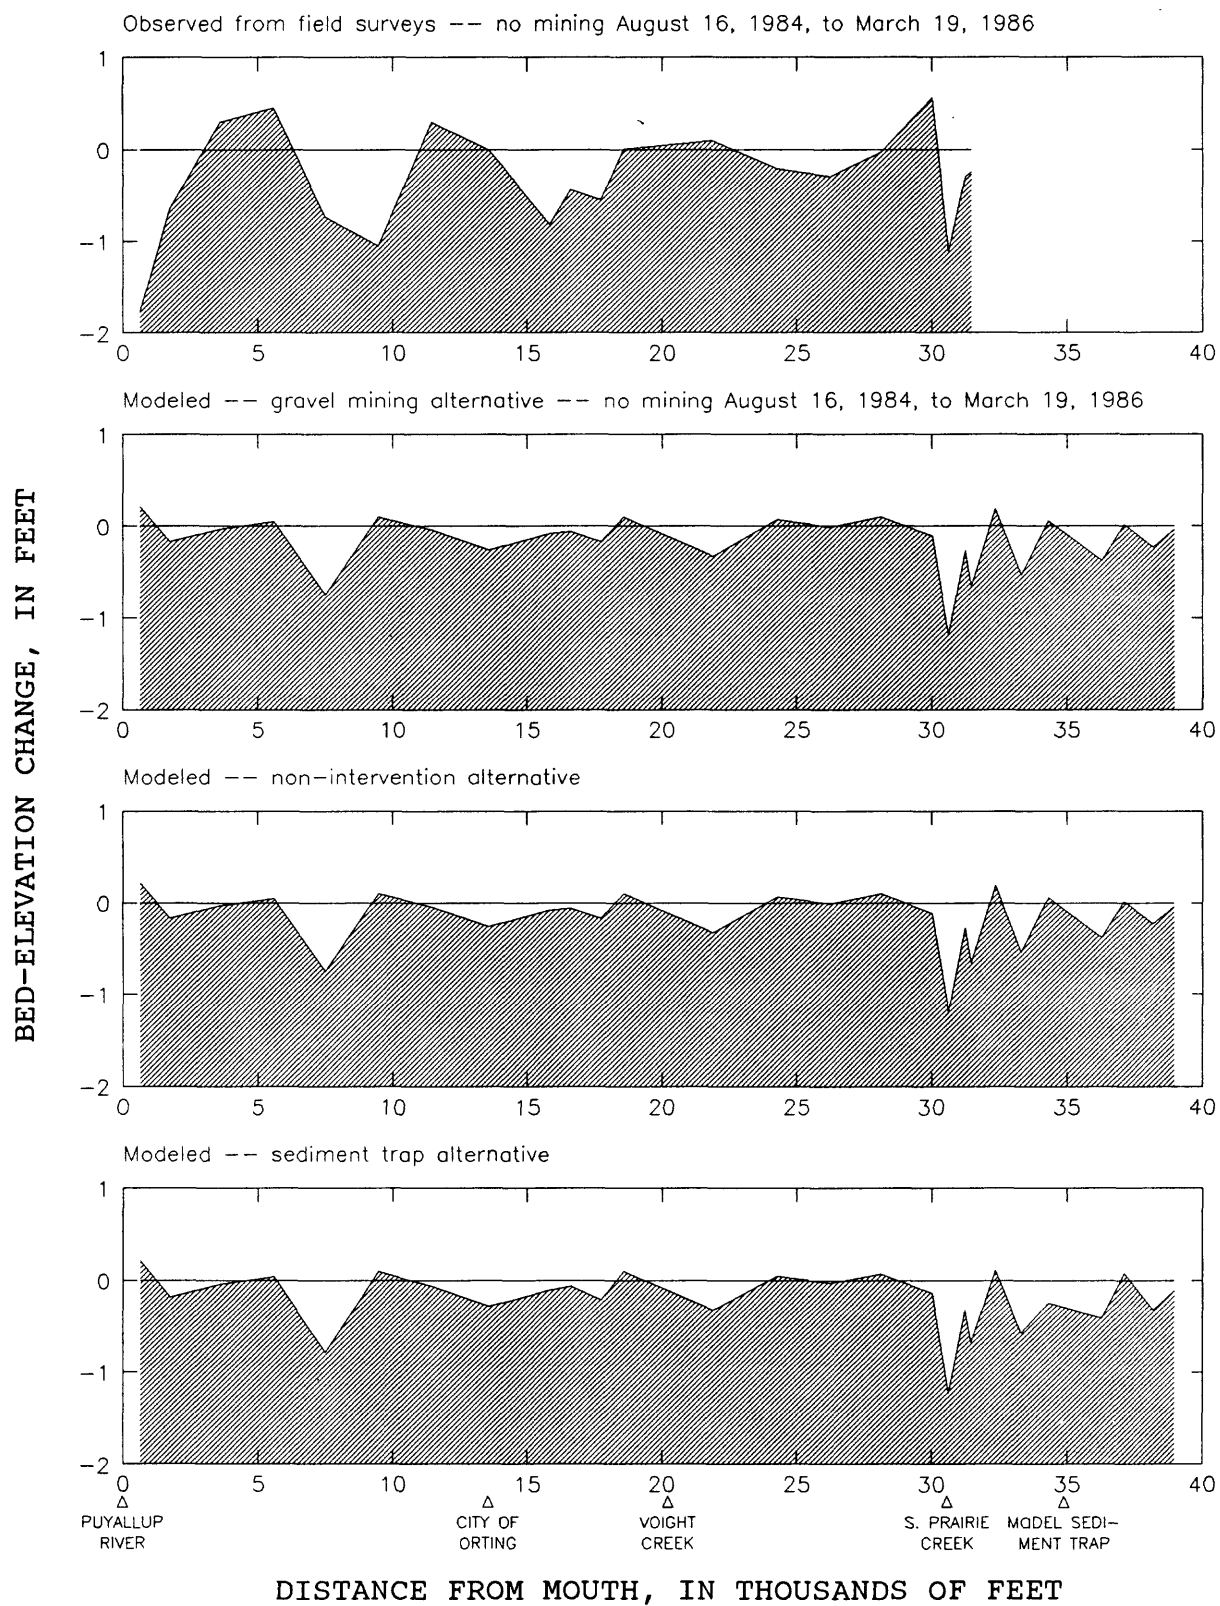 Observed from field surveys -- no mining August 16, 1984, to March 19, 1986
1
0
-1
-2
0 5 10 15 20 25 30 35 40
Modeled -- gravel mining alternative -- no mining August 16, 1984, to March 19, 1986
1
0
-1
-2
0 5 10 15 20 25 30 35 40
Modeled -- non-intervention alternative
1
0
-1
-2
0 5 10 15 20 25 30 35 40
Modeled -- sediment trap alternative
1
0
-1
-2
0 5 10 15 20 25 30 35 40
PUYALLUP RIVER
CITY OF ORTING
VOIGHT CREEK
S. PRAIRIE CREEK
MODEL SEDI-
MENT TRAP
BED-ELEVATION CHANGE, IN FEET
DISTANCE FROM MOUTH, IN THOUSANDS OF FEET